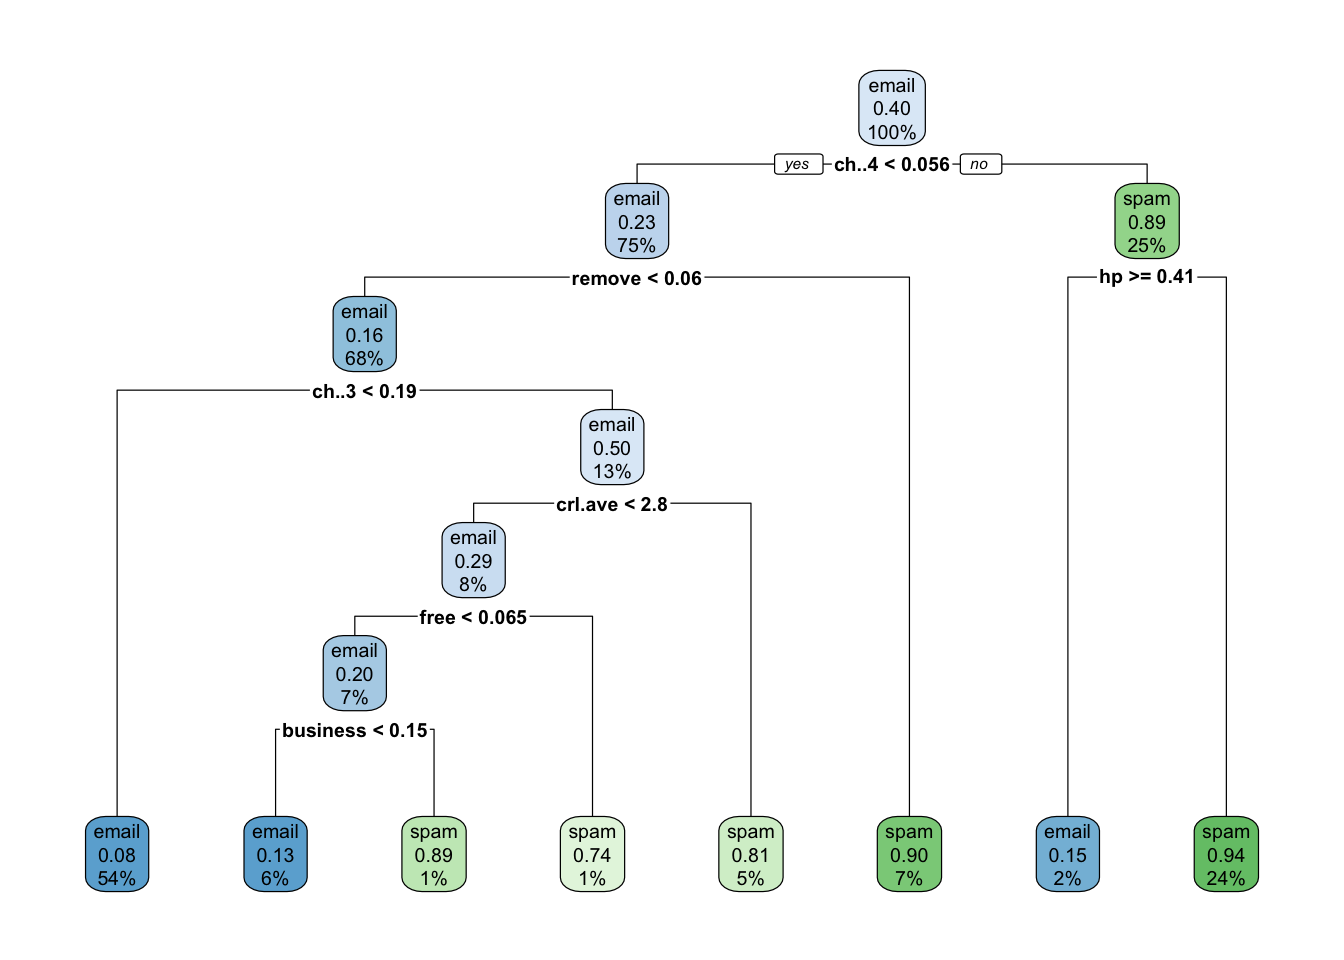 email
0.40
100%
yes
ch..4 < 0.056
no
email
0.23
75%
spam
0.89
25%
remove < 0.06
hp >= 0.41
email
0.16
68%
ch..3 < 0.19
email
0.50
13%
crl.ave < 2.8
email
0.29
8%
free < 0.065
email
0.20
7%
business < 0.15
email
0.08
54%
email
0.13
6%
spam
0.89
1%
spam
0.74
1%
spam
0.81
5%
spam
0.90
7%
email
0.15
2%
spam
0.94
24%